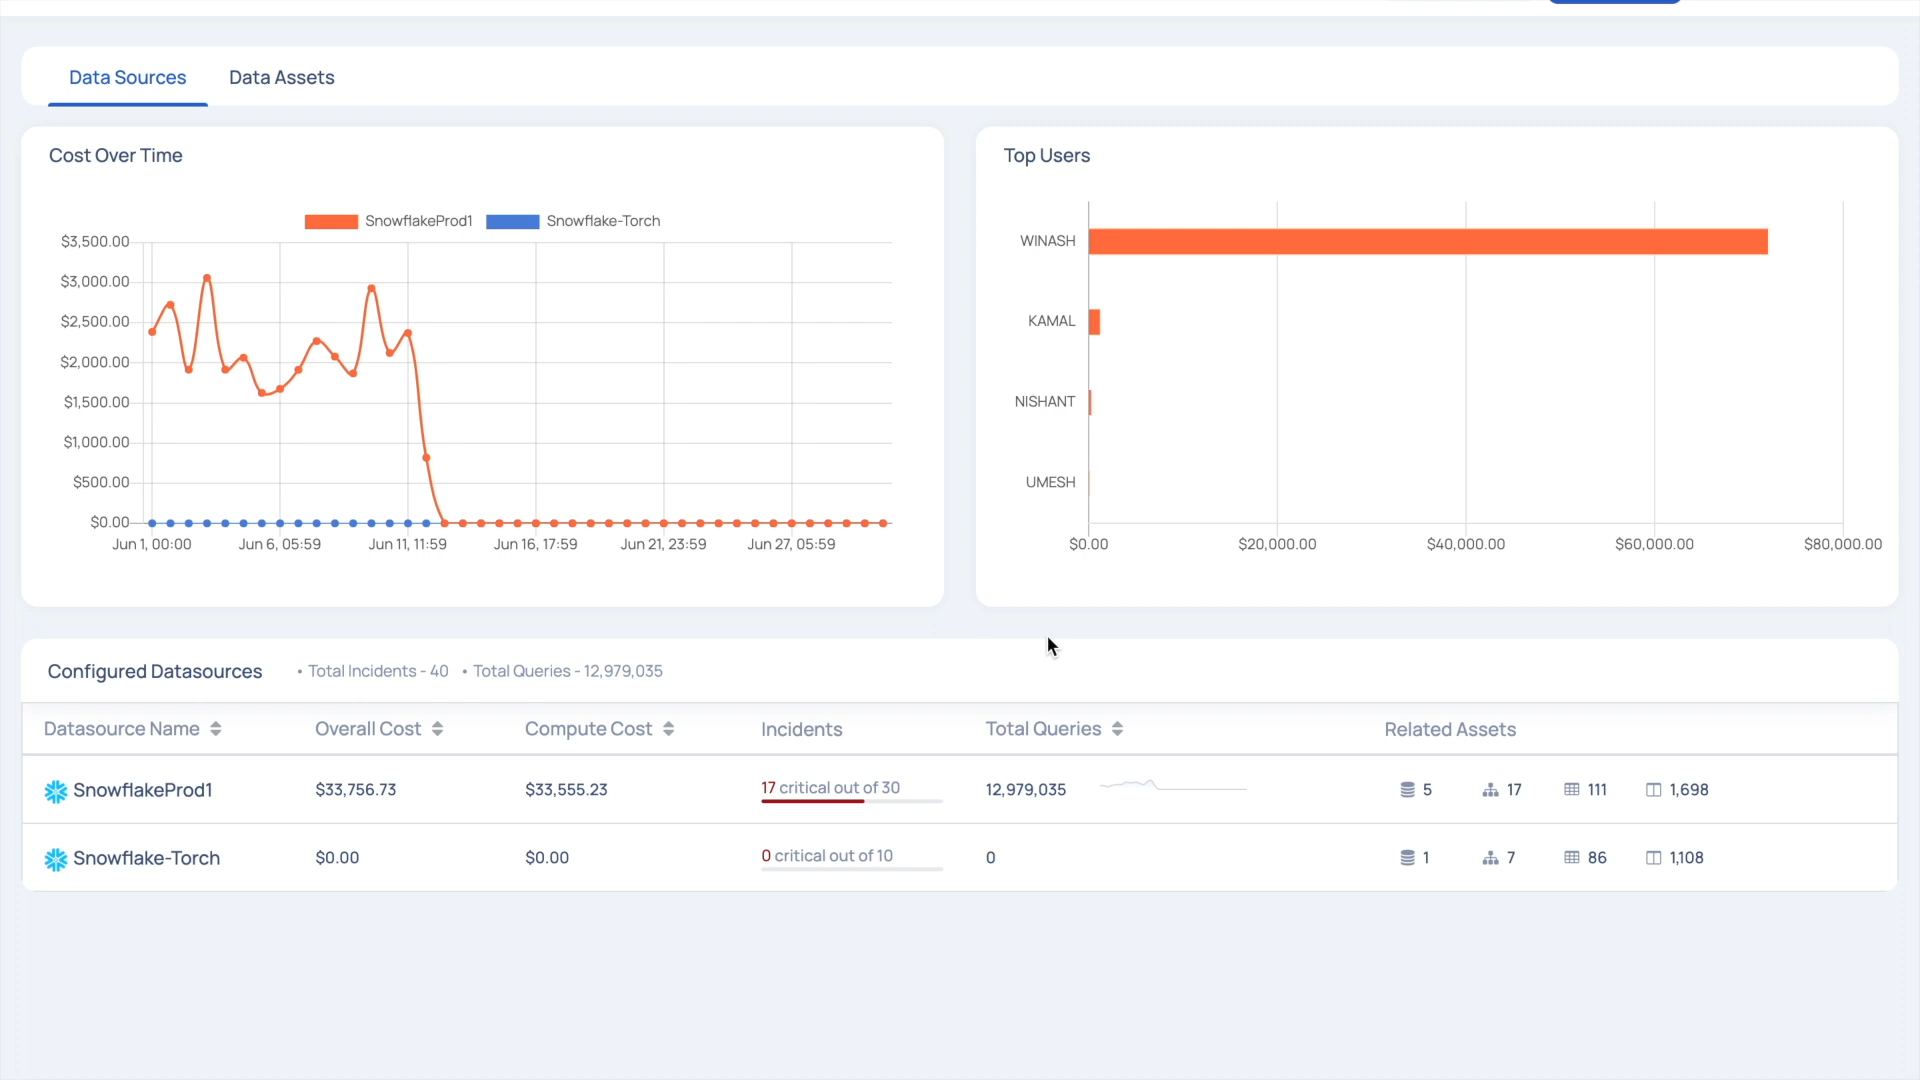 Data Sources Data Assets
Cost Over Time
SnowflakeProd1 Snowflake-Torch
$3,500.00
$3,000.00
$2,500.00
$2,000.00
$1,500.00
$1,000.00
$500.00
$0.00
Jun 1, 00:00 Jun 6, 05:59 Jun 11, 11:59 Jun 16, 17:59 Jun 21, 23:59 Jun 27, 05:59
Top Users
WINASH
KAMAL
NISHANT
UMESH
$0.00 $20,000.00 $40,000.00 $60,000.00 $80,000.00
Configured Datasources • Total Incidents - 40 • Total Queries - 12,979,035
Datasource Name Overall Cost Compute Cost Incidents Total Queries Related Assets
SnowflakeProd1 $33,756.73 $33,555.23 17 critical out of 30 12,979,035 5 17 111 1,698
Snowflake-Torch $0.00 $0.00 0 critical out of 10 0 1 7 86 1,108